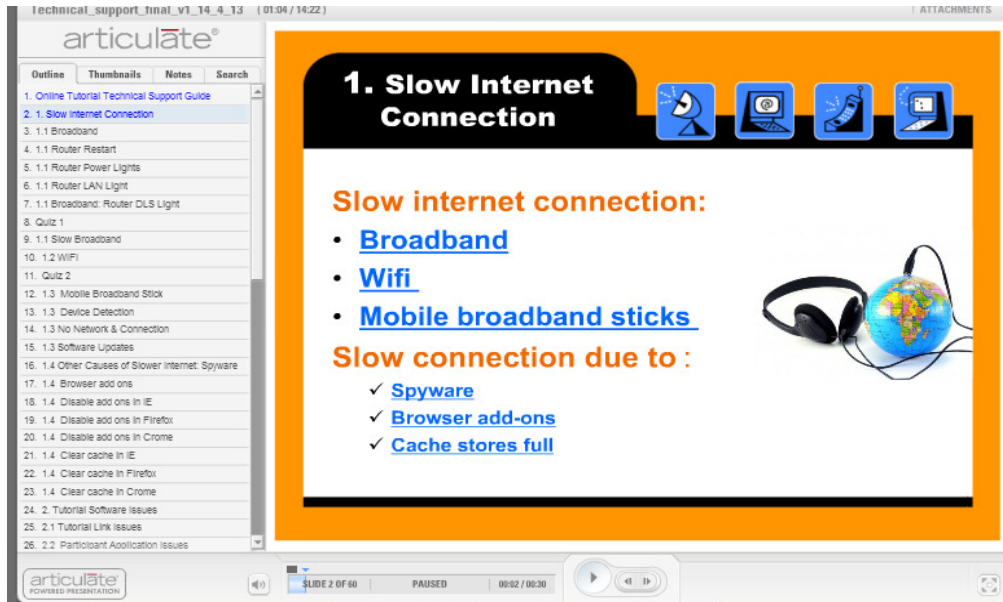 Technical_support_final_v1_14_4_13 ( 01:04 / 14:22 )
ATTACHMENTS
articulate®
Outline Thumbnails Notes Search
1. Online Tutorial Technical Support Guide
2. 1. Slow Internet Connection
3. 1.1 Broadband
4. 1.1 Router Restart
5. 1.1 Router Power Lights
6. 1.1 Router LAN Light
7. 1.1 Broadband: Router DLS Light
8. Quiz 1
9. 1.1 Slow Broadband
10. 1.2 WIFI
11. Quiz 2
12. 1.3 Mobile Broadband Stick
13. 1.3 Device Detection
14. 1.3 No Network & Connection
15. 1.3 Software Updates
16. 1.4 Other Causes of Slower Internet: Spyware
17. 1.4 Browser add ons
18. 1.4 Disable add ons in IE
19. 1.4 Disable add ons in Firefox
20. 1.4 Disable add ons in Crome
21. 1.4 Clear cache in IE
22. 1.4 Clear cache in Firefox
23. 1.4 Clear cache in Crome
24. 2. Tutorial Software Issues
25. 2.1 Tutorial Link Issues
26. 2.2 Participant Application Issues
1. Slow Internet
Connection
Slow internet connection:
• Broadband
• Wifi
• Mobile broadband sticks
Slow connection due to :
✓ Spyware
✓ Browser add-ons
✓ Cache stores full
articulate®
POWERED PRESENTATION
SLIDE 2 OF 60 PAUSED 00:02 / 00:30